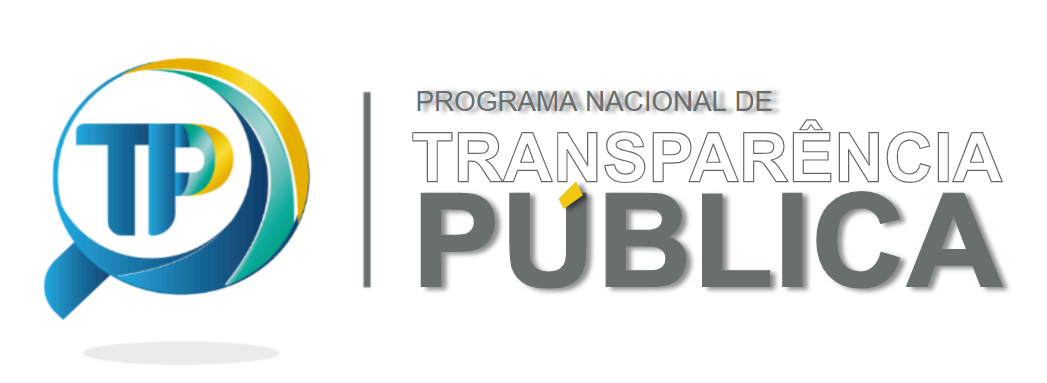 TP
PROGRAMA NACIONAL DE
TRANSPARÊNCIA
PÚBLICA